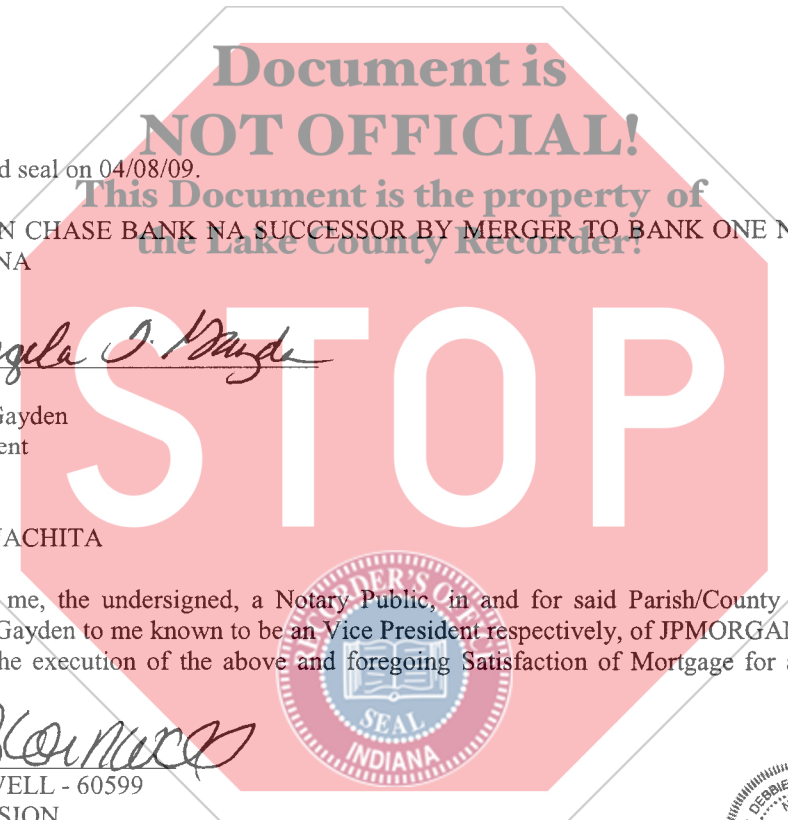 Document is
NOT OFFICIAL!
d seal on 04/08/09.
This Document is the property of
N CHASE BANK NA SUCCESSOR BY MERGER TO BANK ONE N
the Lake County Recorder!
NA
STOP
Gayden
ent
ACHITA
me, the undersigned, a Notary Public, in and for said Parish/County
Gayden to me known to be an Vice President respectively, of JPMORGAN
he execution of the above and foregoing Satisfaction of Mortgage for a
RECORDER'S OFFICE
SEAL
INDIANA
WELL - 60599
SION
DEBBIE